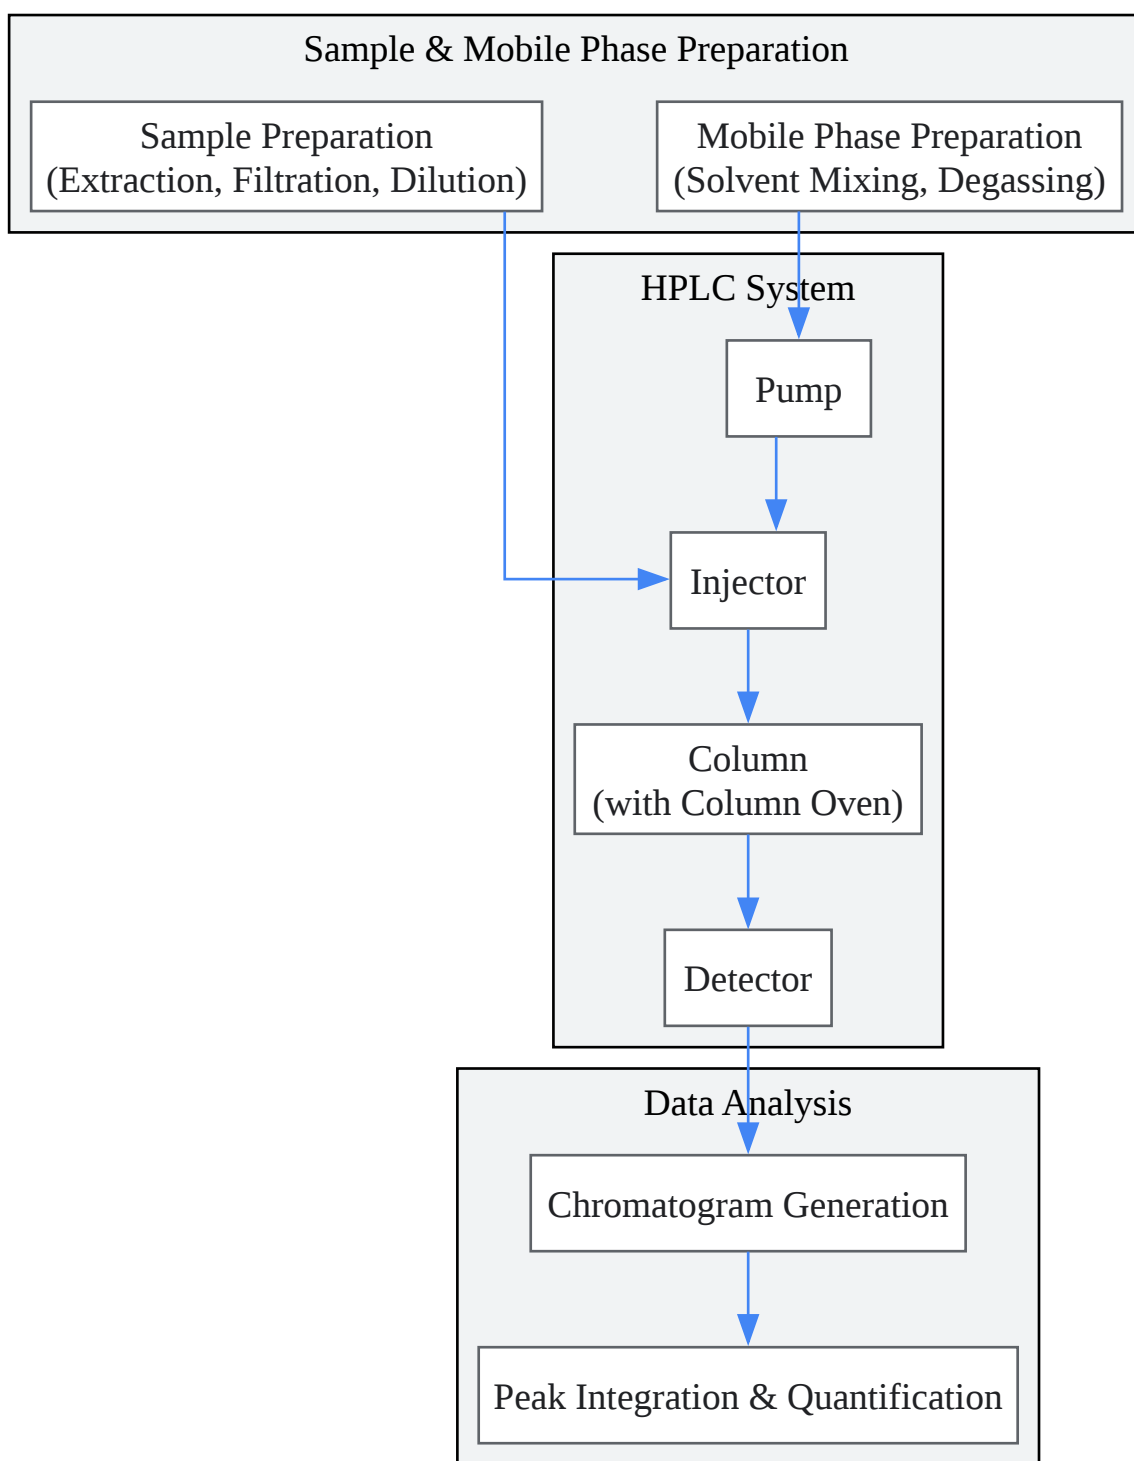 Sample & Mobile Phase Preparation
Sample Preparation
(Extraction, Filtration, Dilution)
Mobile Phase Preparation
(Solvent Mixing, Degassing)
HPLC System
Pump
Injector
Column
(with Column Oven)
Detector
Data Analysis
Chromatogram Generation
Peak Integration & Quantification